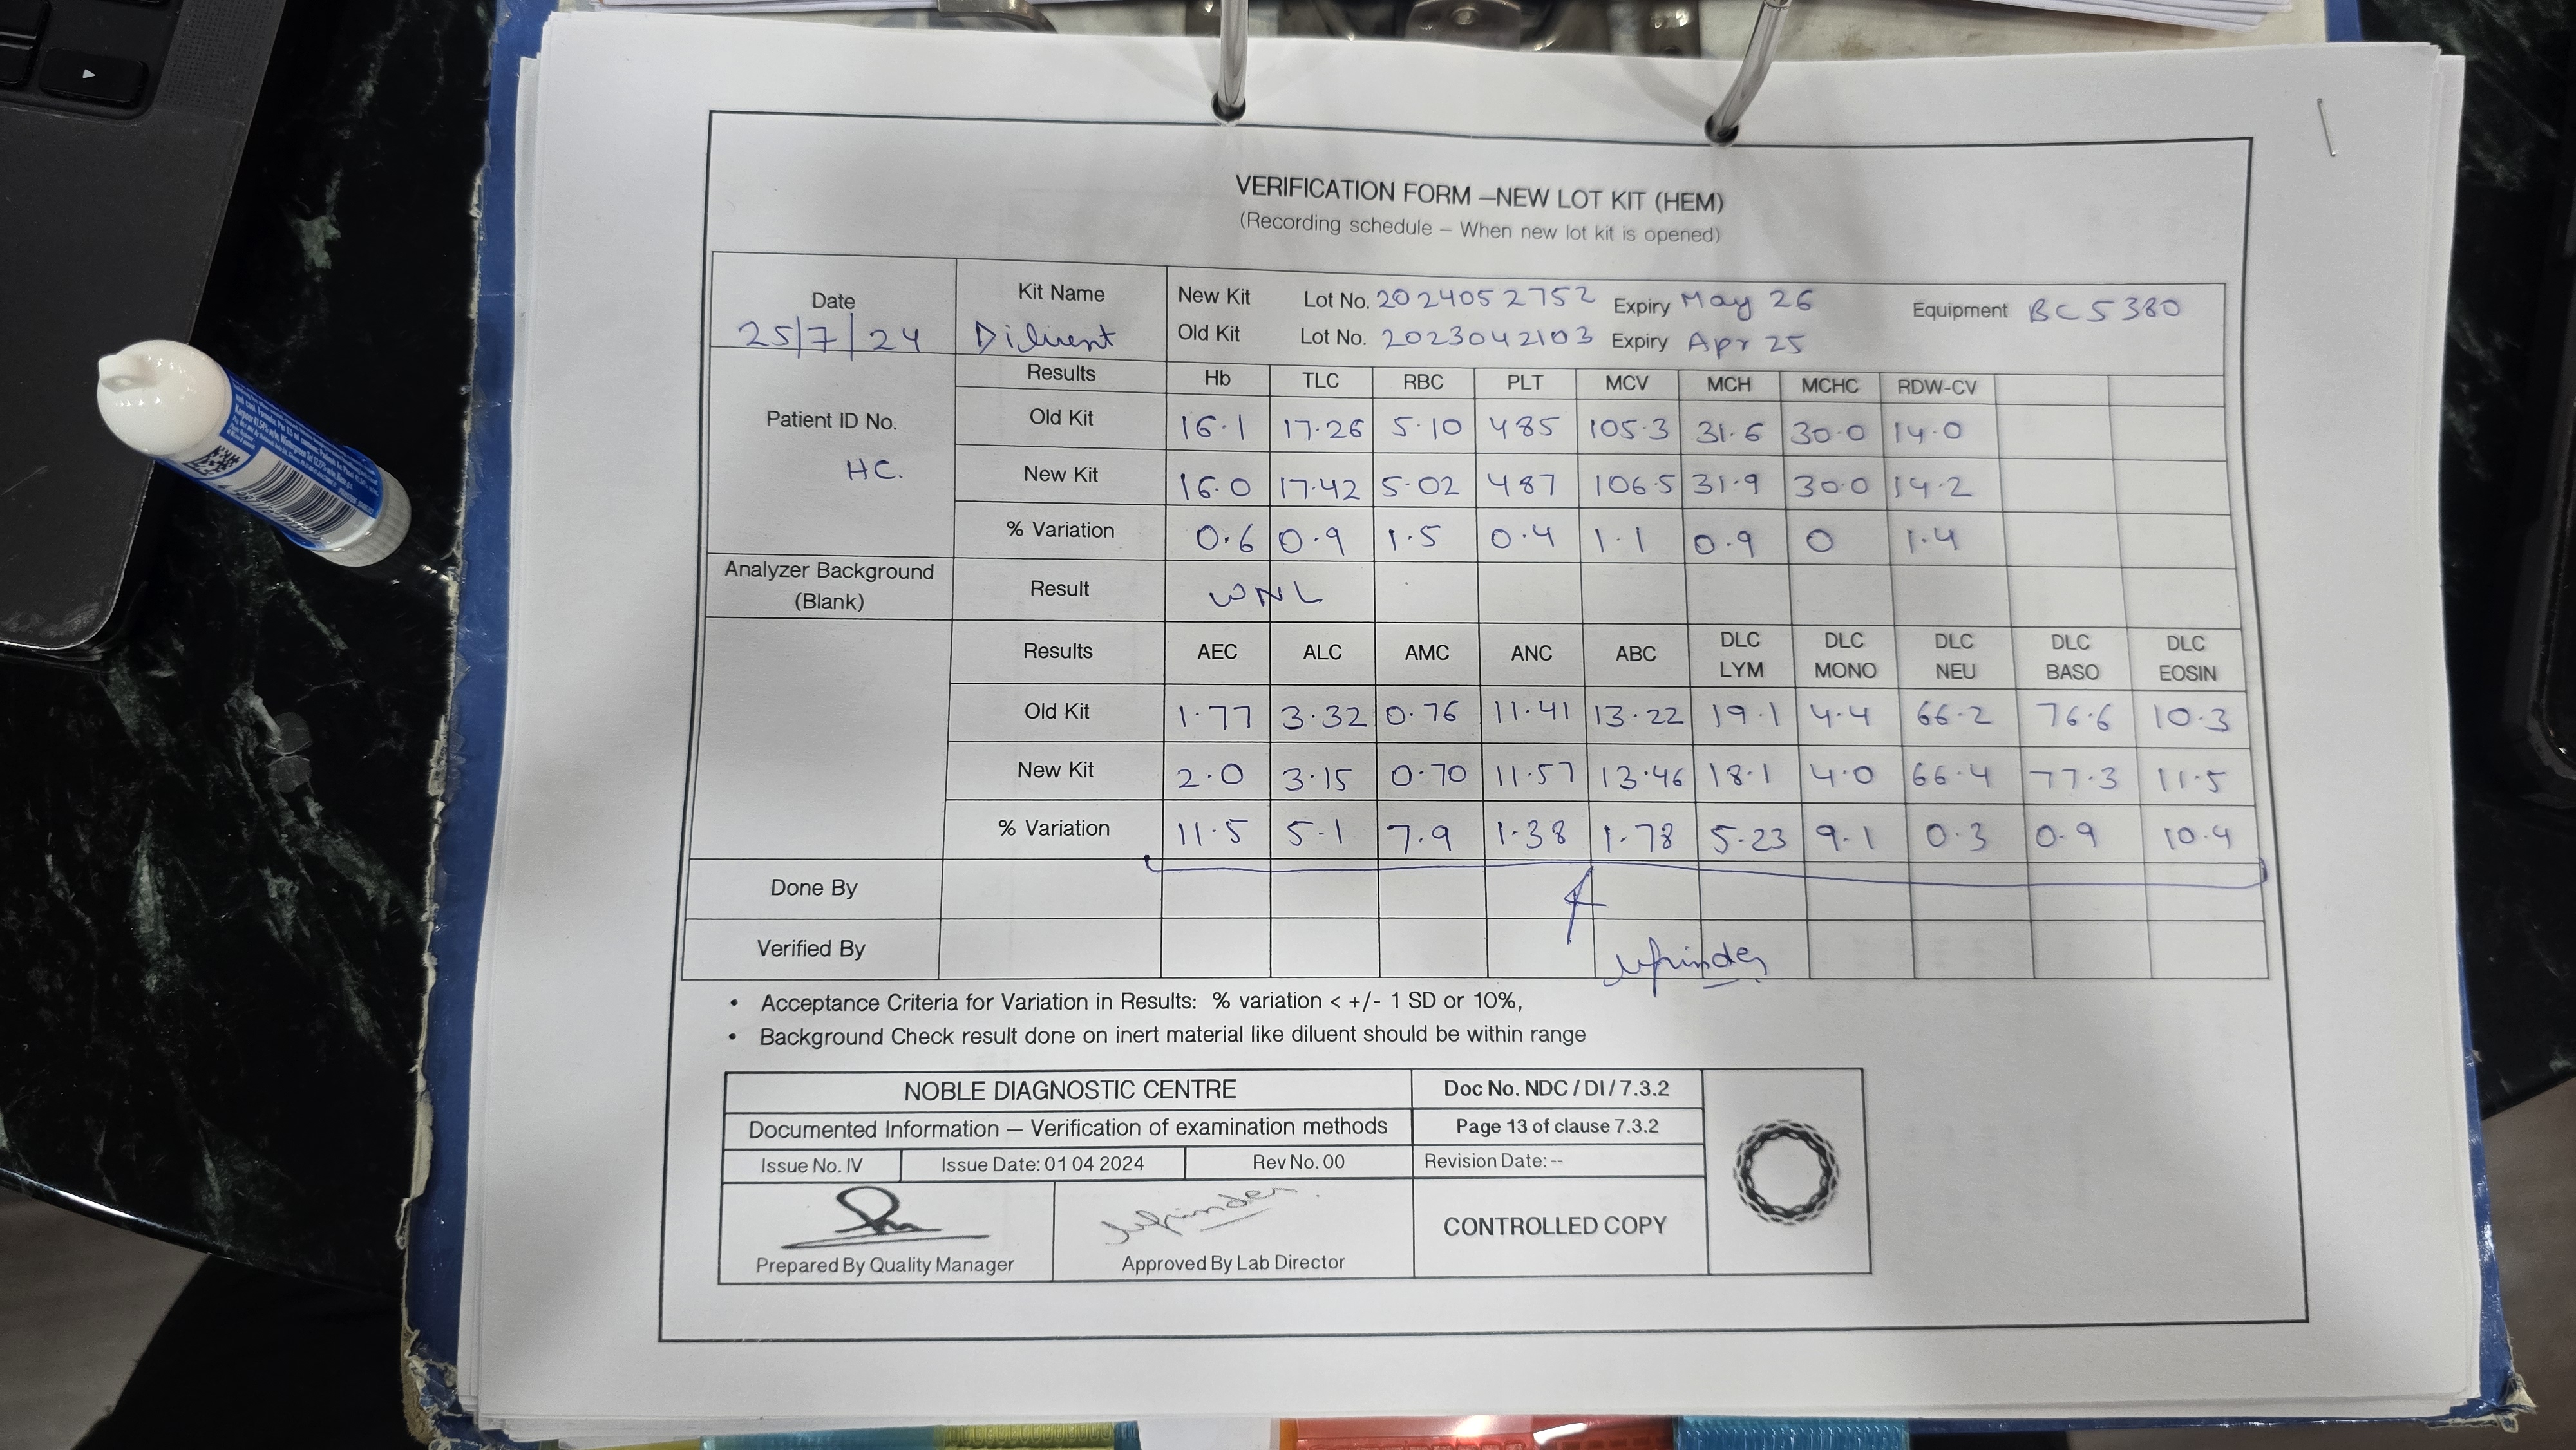 VERIFICATION FORM –NEW LOT KIT (HEM)
(Recording schedule – When new lot kit is opened)
Date Kit Name New Kit Lot No. 2024052752 Expiry May 26 Equipment BC5380
25/7/24 Diluent Old Kit Lot No. 2023042103 Expiry Apr 25
Patient ID No. Results Hb TLC RBC PLT MCV MCH MCHC RDW-CV
HC. Old Kit 16.1 17.26 5.10 485 105.3 31.6 30.0 14.0
New Kit 16.0 17.42 5.02 487 106.5 31.9 30.0 14.2
% Variation 0.6 0.9 1.5 0.4 1.1 0.9 0 1.4
Analyzer Background (Blank) Result WNL
Results AEC ALC AMC ANC ABC DLC LYM DLC MONO DLC NEU DLC BASO DLC EOSIN
Old Kit 1.77 3.32 0.76 11.41 13.22 19.1 4.4 66.2 76.6 10.3
New Kit 2.0 3.15 0.70 11.57 13.46 18.1 4.0 66.4 77.3 11.5
% Variation 11.5 5.1 7.9 1.38 1.78 5.23 9.1 0.3 0.9 10.4
Done By
Verified By
• Acceptance Criteria for Variation in Results: % variation < +/- 1 SD or 10%,
• Background Check result done on inert material like diluent should be within range
NOBLE DIAGNOSTIC CENTRE Doc No. NDC / DI / 7.3.2
Documented Information – Verification of examination methods Page 13 of clause 7.3.2
Issue No. IV Issue Date: 01 04 2024 Rev No. 00 Revision Date: --
Prepared By Quality Manager Approved By Lab Director CONTROLLED COPY